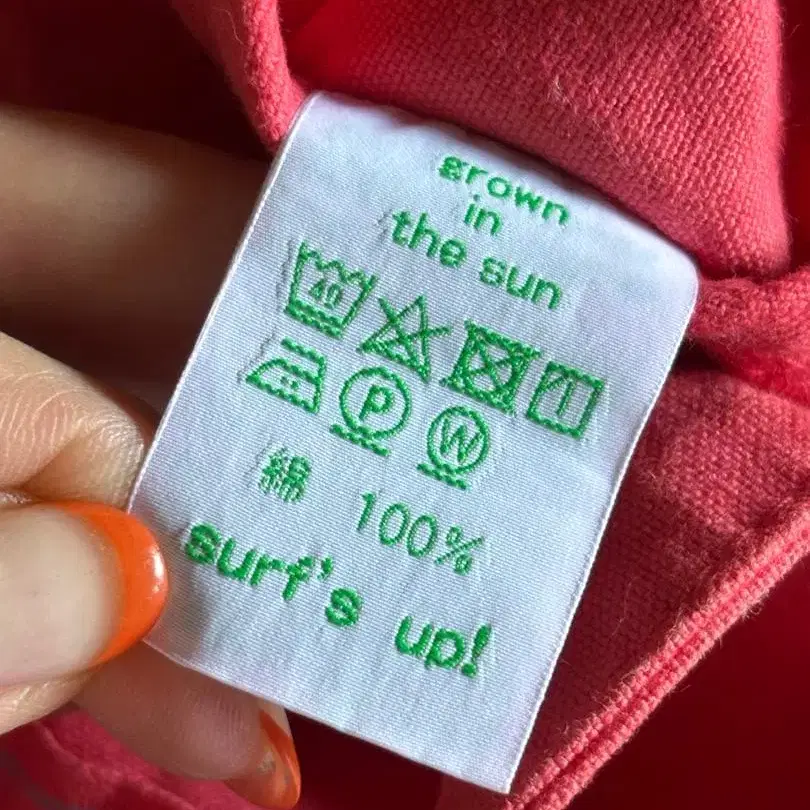 grown
in
the sun
40
P W
綿 100%
surf's up!